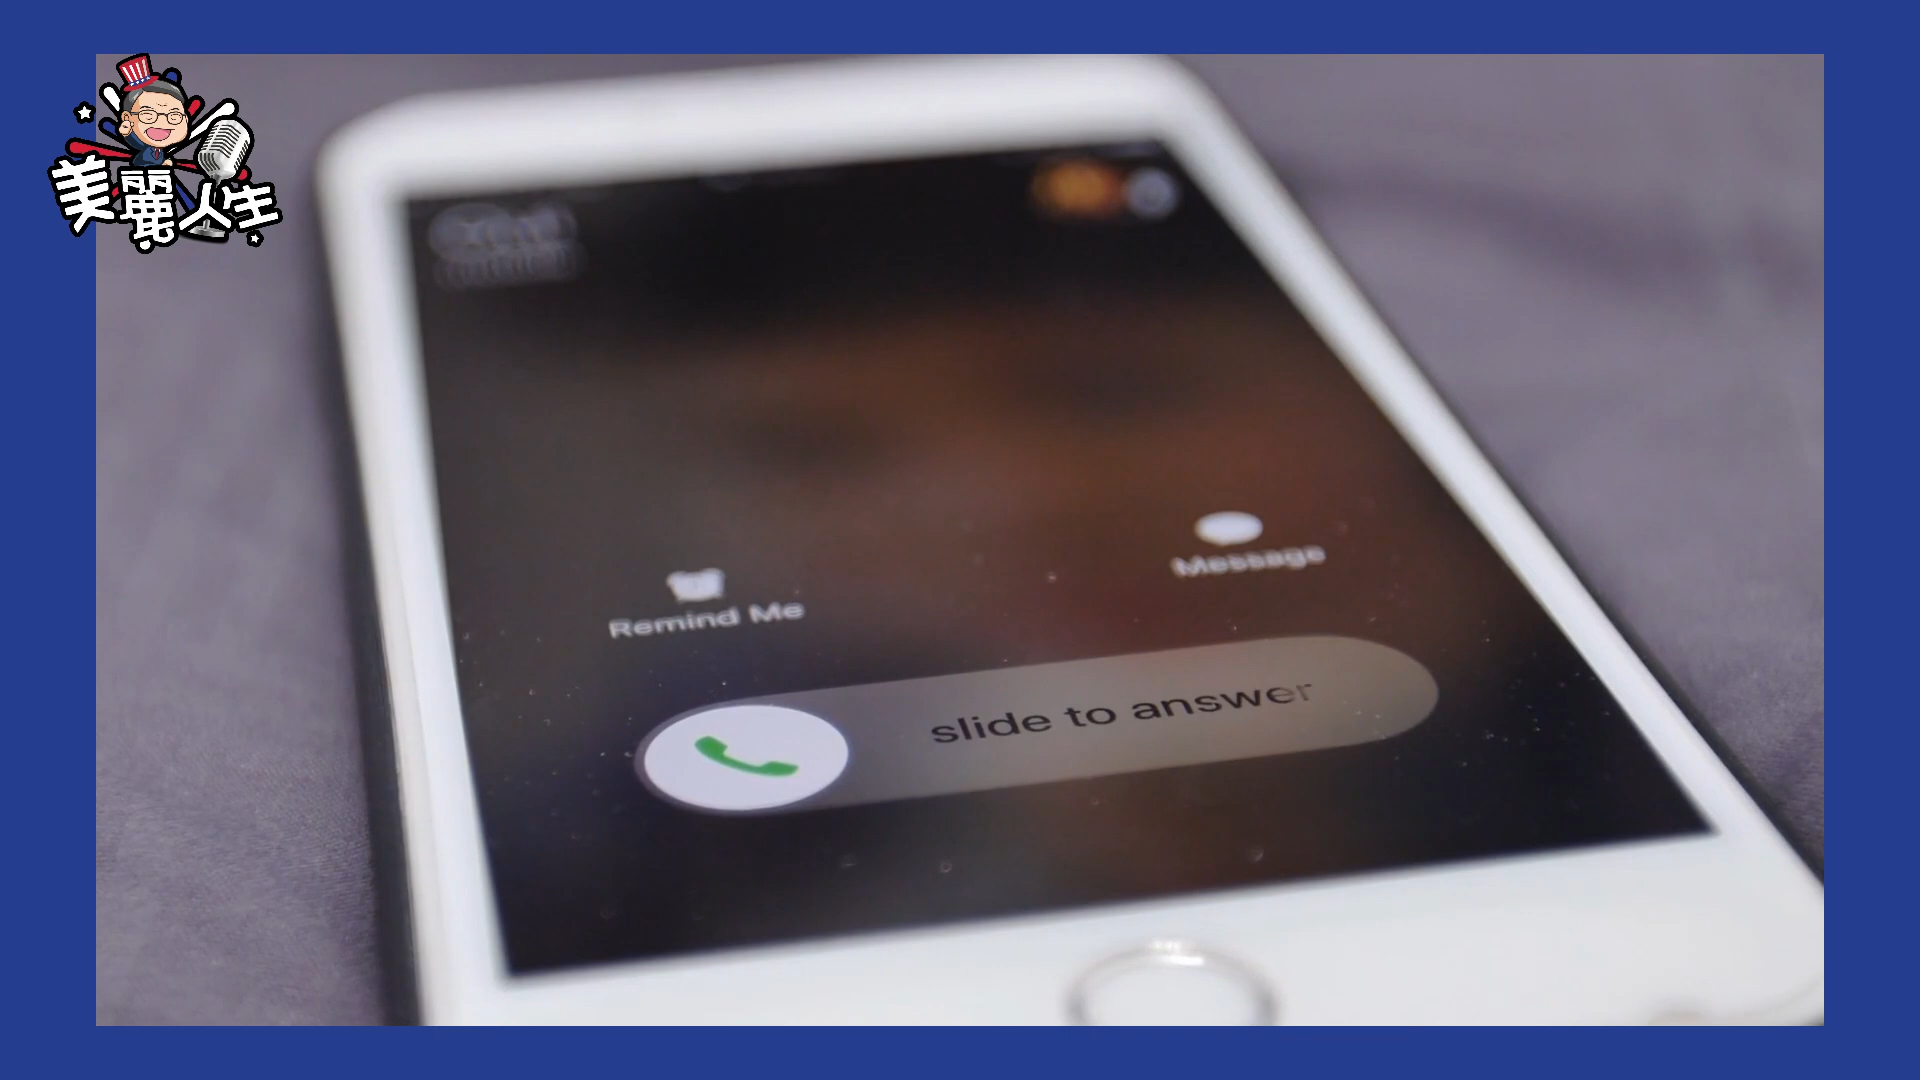 美麗人生
Remind Me
Message
slide to answer